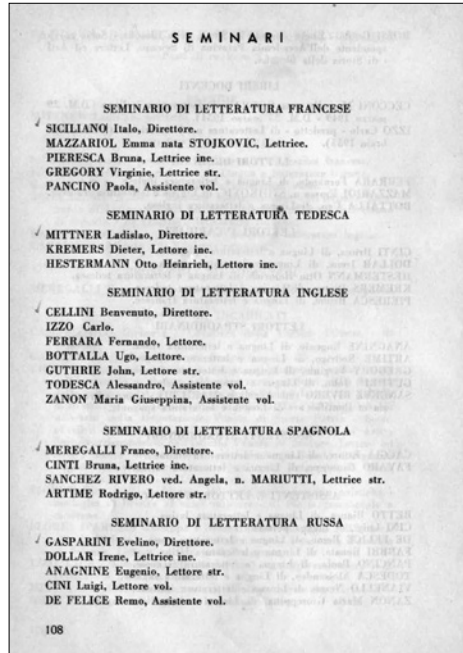 SEMINARI
SEMINARIO DI LETTERATURA FRANCESE
SICILIANO Italo, Direttore.
MAZZARIOL Emma nata STOJKOVIC, Lettrice.
PIERESCA Bruna, Lettrice inc.
GREGORY Virginie, Lettrice str.
PANCINO Paola, Assistente vol.
SEMINARIO DI LETTERATURA TEDESCA
MITTNER Ladislao, Direttore.
KREMERS Dieter, Lettore inc.
HESTERMANN Otto Heinrich, Lettore inc.
SEMINARIO DI LETTERATURA INGLESE
CELLINI Benvenuto, Direttore.
IZZO Carlo.
FERRARA Fernando, Lettore.
BOTTALLA Ugo, Lettore.
GUTHRIE John, Lettore str.
TODESCA Alessandro, Assistente vol.
ZANON Maria Giuseppina, Assistente vol.
SEMINARIO DI LETTERATURA SPAGNOLA
MEREGALLI Franco, Direttore.
CINTI Bruna, Lettrice inc.
SANCHEZ RIVERO ved. Angela, n. MARIUTTI, Lettrice str.
ARTIME Rodrigo, Lettore str.
SEMINARIO DI LETTERATURA RUSSA
GASPARINI Evelino, Direttore.
DOLLAR Irene, Lettrice inc.
ANAGNINE Eugenio, Lettore str.
CINI Luigi, Lettore vol.
DE FELICE Remo, Assistente vol.
108